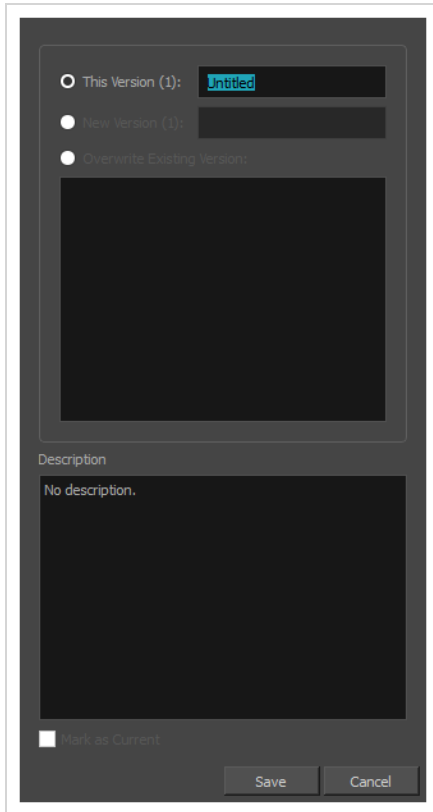 This Version (1): Untitled
New Version (1):
Overwrite Existing Version:
Description
No description.
Mark as Current
Save Cancel